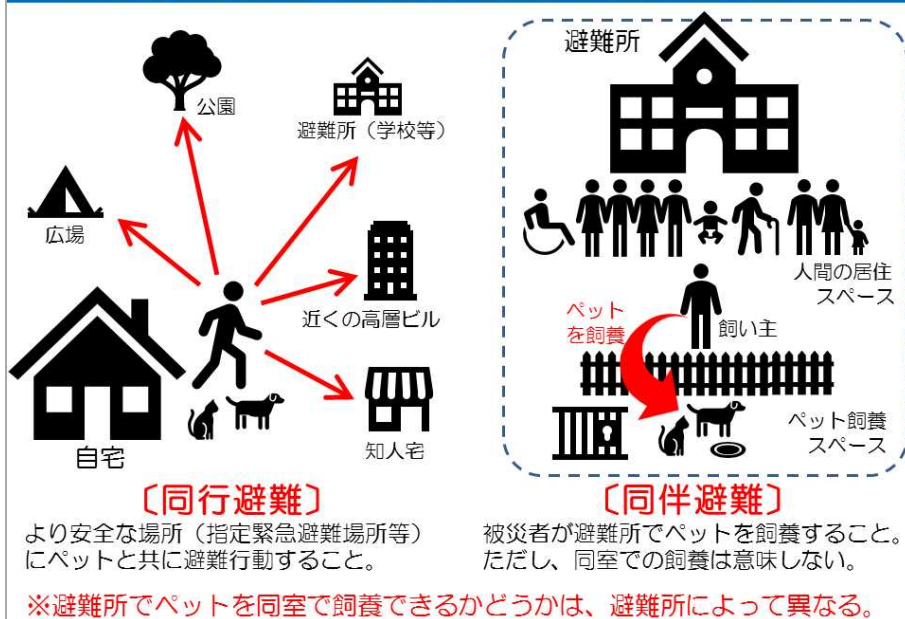 公園
避難所（学校等）
広場
近くの高層ビル
知人宅
自宅
〔同行避難〕
より安全な場所（指定緊急避難場所等）
にペットと共に避難行動すること。
避難所
人間の居住
スペース
ペット
を飼養
飼い主
ペット飼養
スペース
〔同伴避難〕
被災者が避難所でペットを飼養すること。
ただし、同室での飼養は意味しない。
※避難所でペットを同室で飼養できるかどうかは、避難所によって異なる。